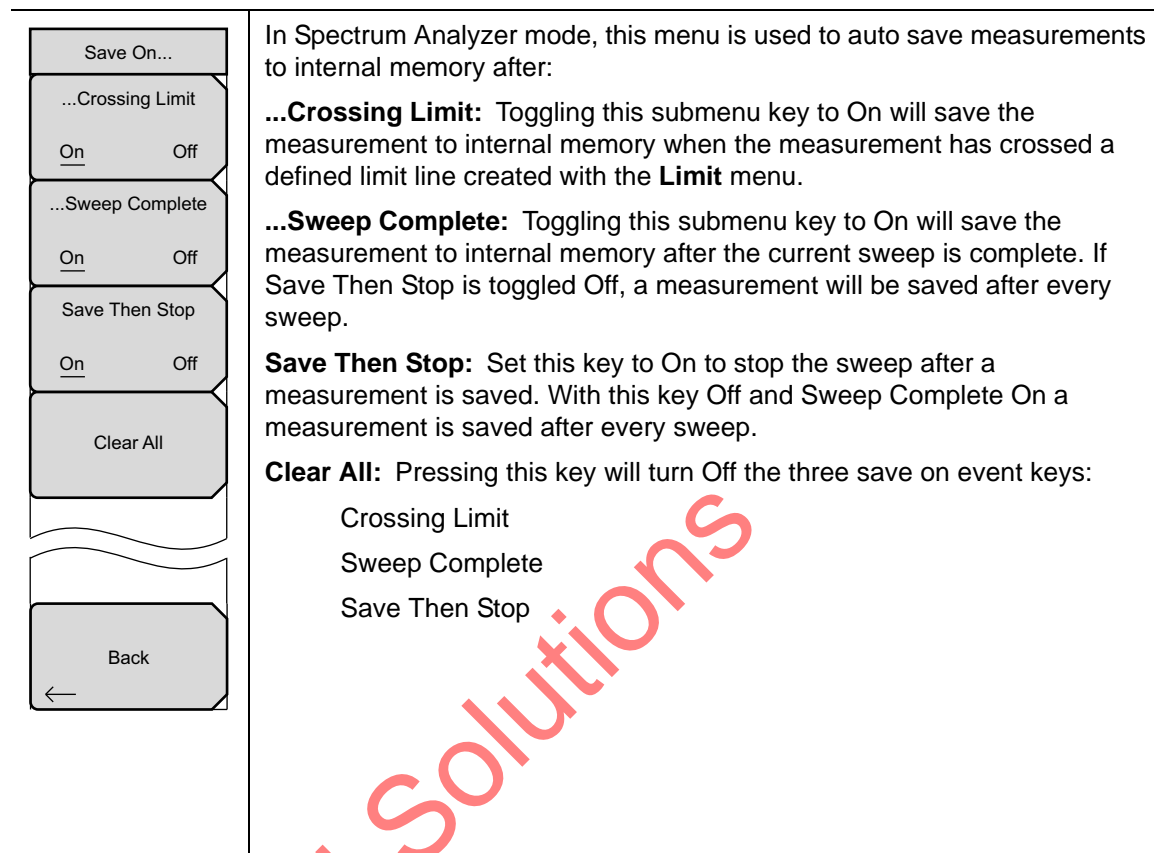 Save On...
...Crossing Limit
On Off
...Sweep Complete
On Off
Save Then Stop
On Off
Clear All
Back
In Spectrum Analyzer mode, this menu is used to auto save measurements
to internal memory after:
...Crossing Limit: Toggling this submenu key to On will save the
measurement to internal memory when the measurement has crossed a
defined limit line created with the Limit menu.
...Sweep Complete: Toggling this submenu key to On will save the
measurement to internal memory after the current sweep is complete. If
Save Then Stop is toggled Off, a measurement will be saved after every
sweep.
Save Then Stop: Set this key to On to stop the sweep after a
measurement is saved. With this key Off and Sweep Complete On a
measurement is saved after every sweep.
Clear All: Pressing this key will turn Off the three save on event keys:
Crossing Limit
Sweep Complete
Save Then Stop
Solutions